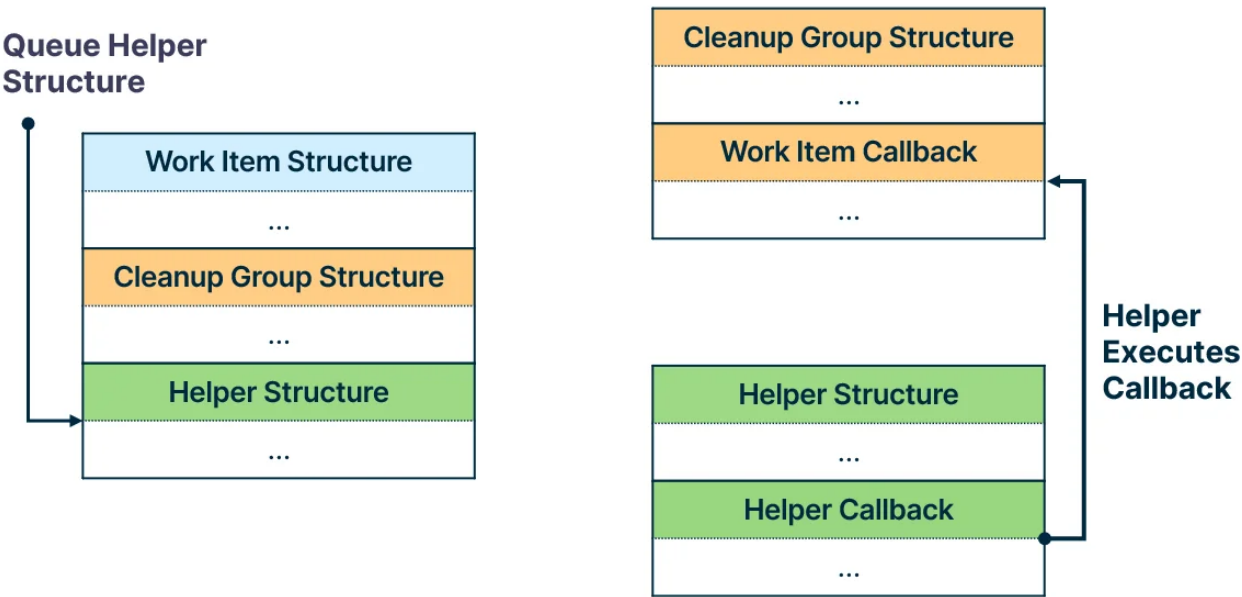 Queue Helper
Structure
Work Item Structure
...
Cleanup Group Structure
...
Helper Structure
...
Cleanup Group Structure
...
Work Item Callback
...
Helper Structure
...
Helper Callback
...
Helper
Executes
Callback